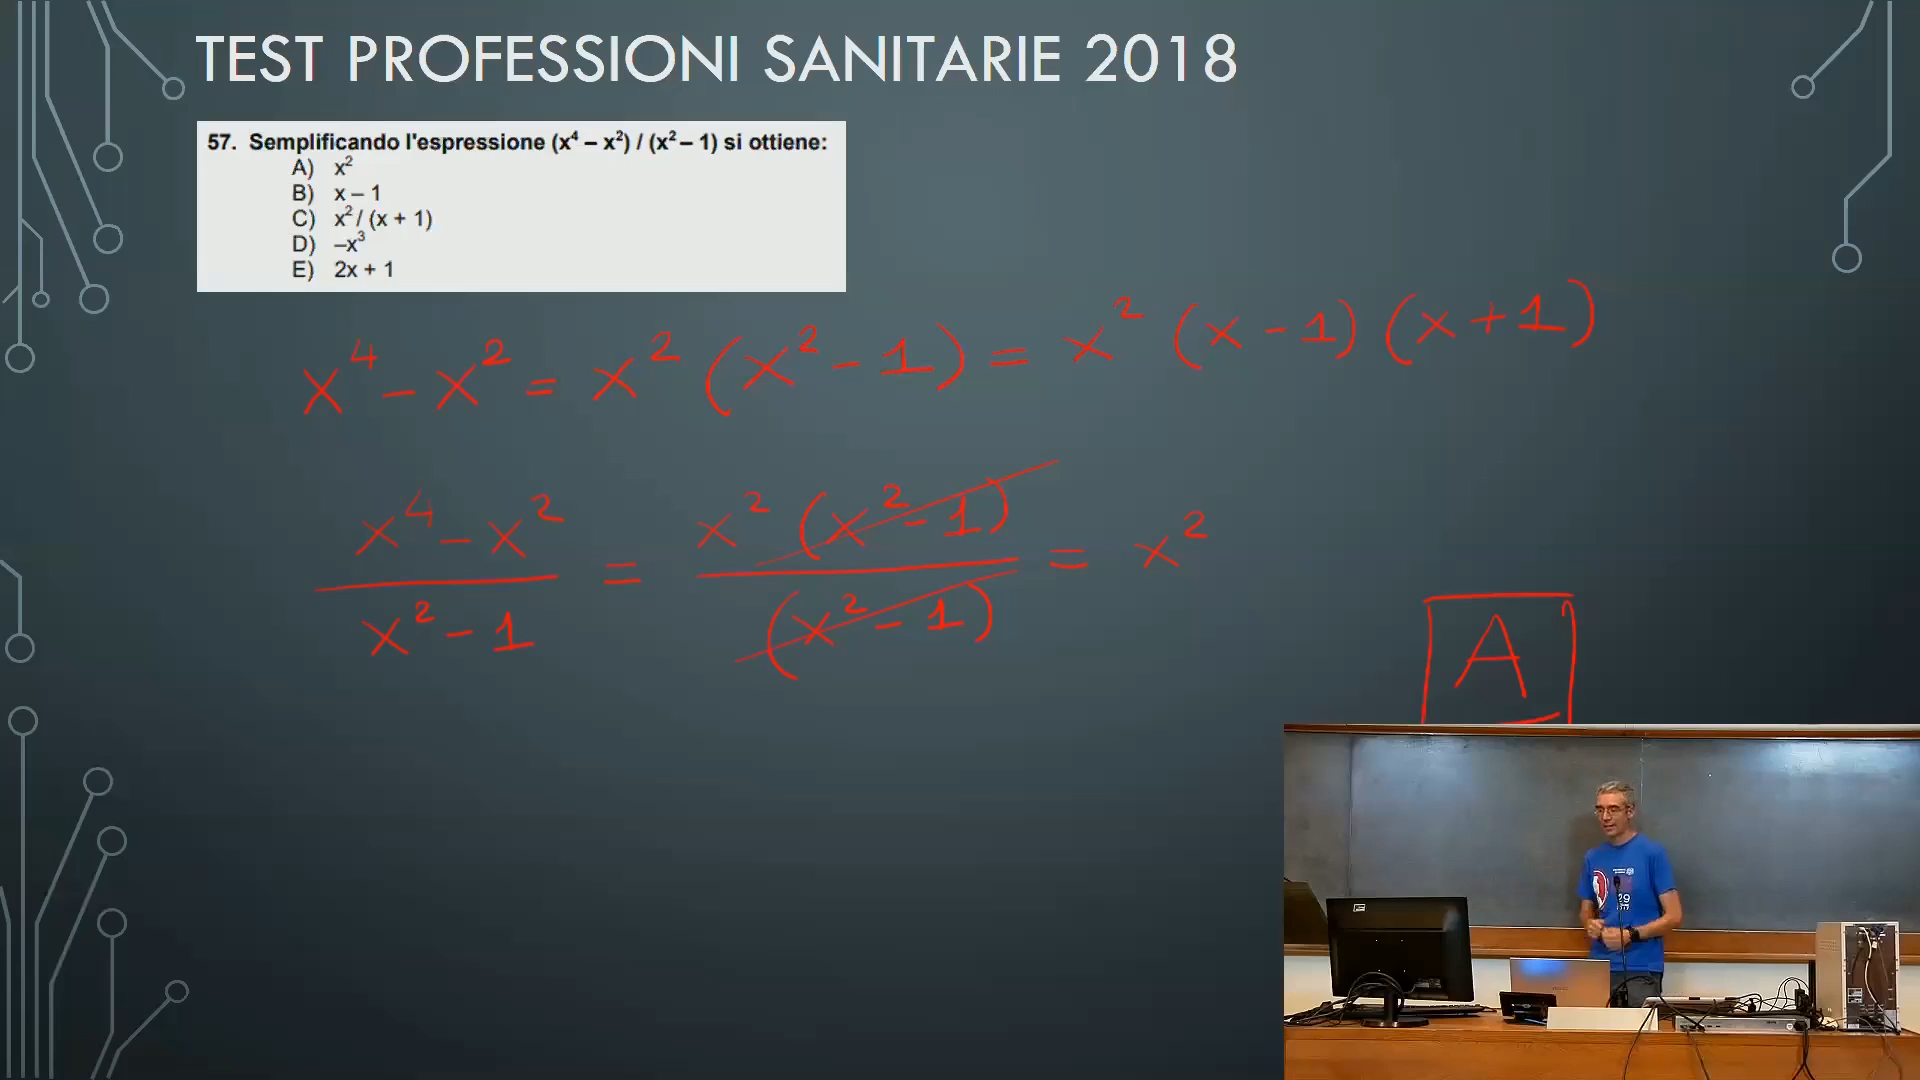 TEST PROFESSIONI SANITARIE 2018
57. Semplificando l'espressione (x⁴ – x²) / (x² – 1) si ottiene:
A) x²
B) x – 1
C) x² / (x + 1)
D) –x³
E) 2x + 1
x⁴ - x² = x² (x² - 1) = x² (x - 1) (x + 1)
x⁴ - x² / x² - 1 = x² (x² - 1) / (x² - 1) = x²
A
29